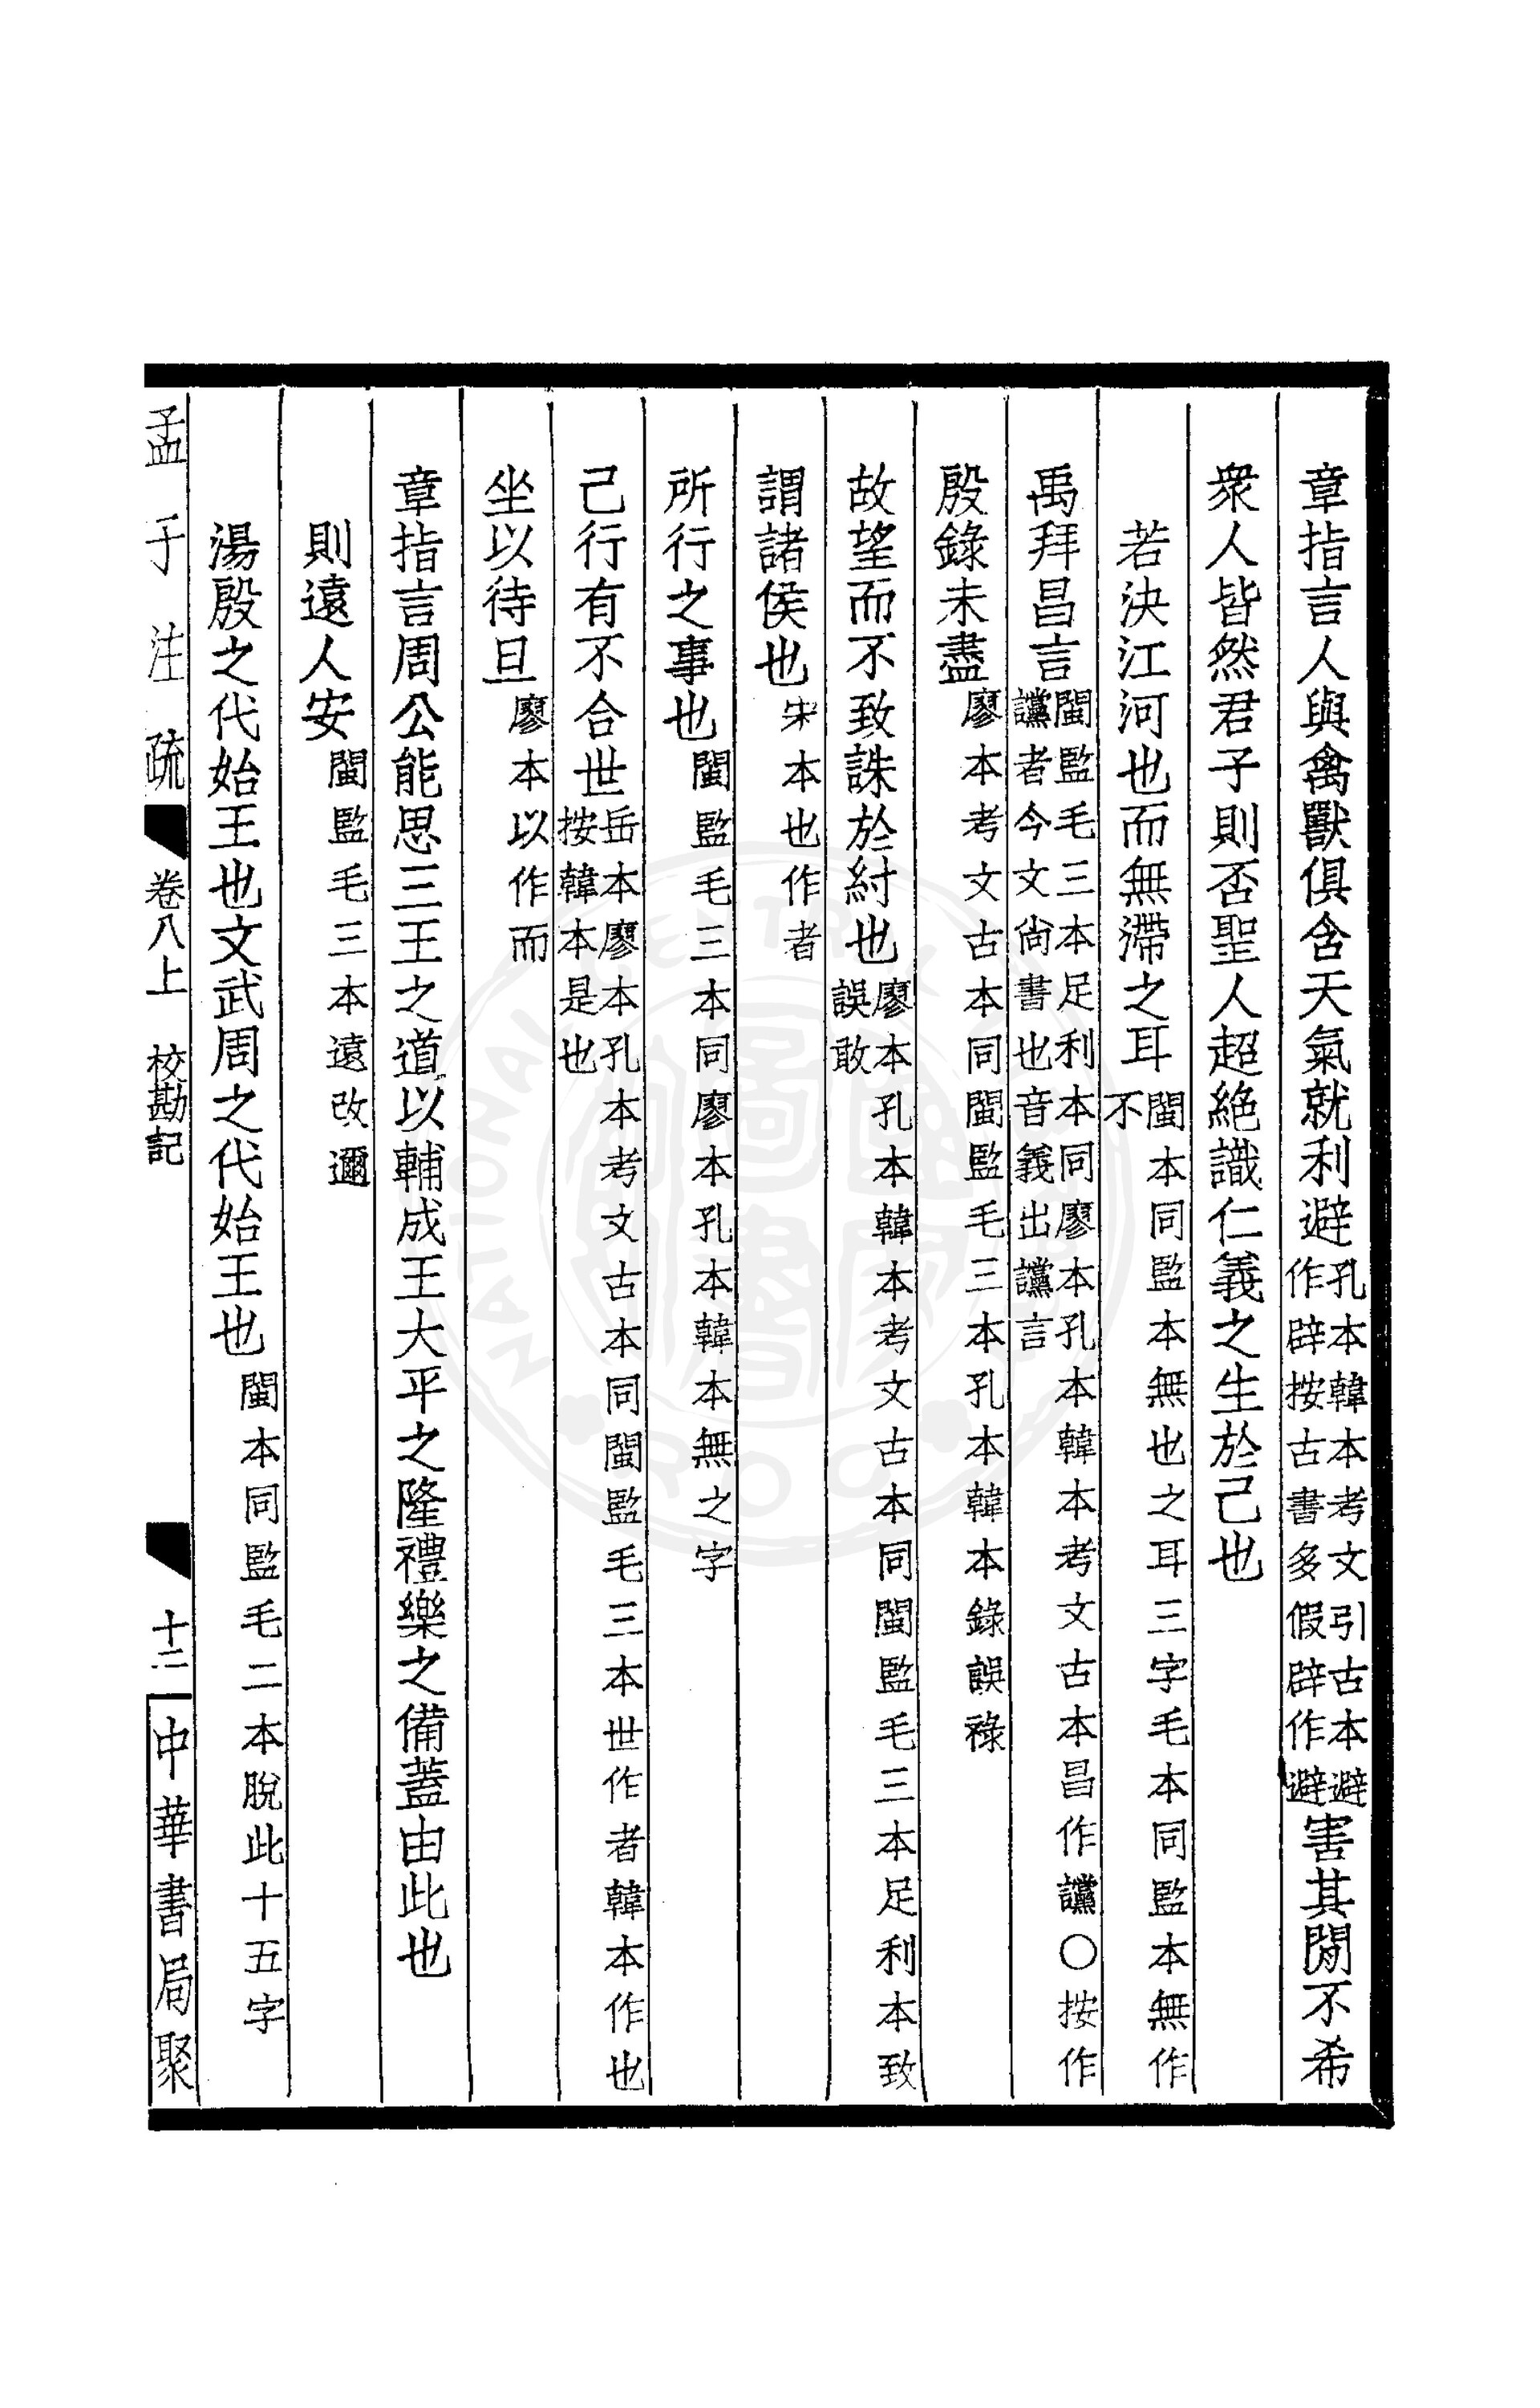 章指言人與禽獸俱含天氣就利避孔本韓本考文引古本避作辟按古書多假辟作避害其閒不希
衆人皆然君子則否聖人超絶識仁義之生於己也
若決江河也而無滯之耳閩本同監本無也之耳三字毛本同監本無作不
禹拜昌言閩監毛三本足利本同廖本孔本韓本考文古本昌作讜〇按作讜者今文尙書也音義出讜言
殷錄未盡廖本考文古本同閩監毛三本孔本韓本錄誤祿
故望而不致誅於紂也廖本孔本韓本考文古本同閩監毛三本足利本致誤敢
謂諸侯也宋本也作者
所行之事也閩監毛三本同廖本孔本韓本無之字
己行有不合世岳本廖本孔本考文古本同閩監毛三本世作者韓本作也按韓本是也
坐以待旦廖本以作而
章指言周公能思三王之道以輔成王大平之隆禮樂之備蓋由此也
則遠人安閩監毛三本遠改邇
湯殷之代始王也文武周之代始王也閩本同監毛二本脫此十五字
孟子注疏 卷八上 校勘記 十二 中華書局聚
NATIONAL CENTRAL LIBRARY ROC